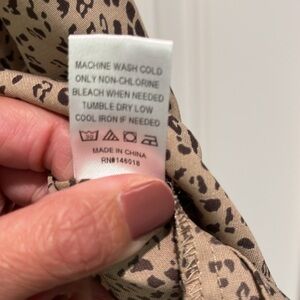 MACHINE WASH COLD
ONLY NON-CHLORINE
BLEACH WHEN NEEDED
TUMBLE DRY LOW
COOL IRON IF NEEDED
MADE IN CHINA
RN#146018